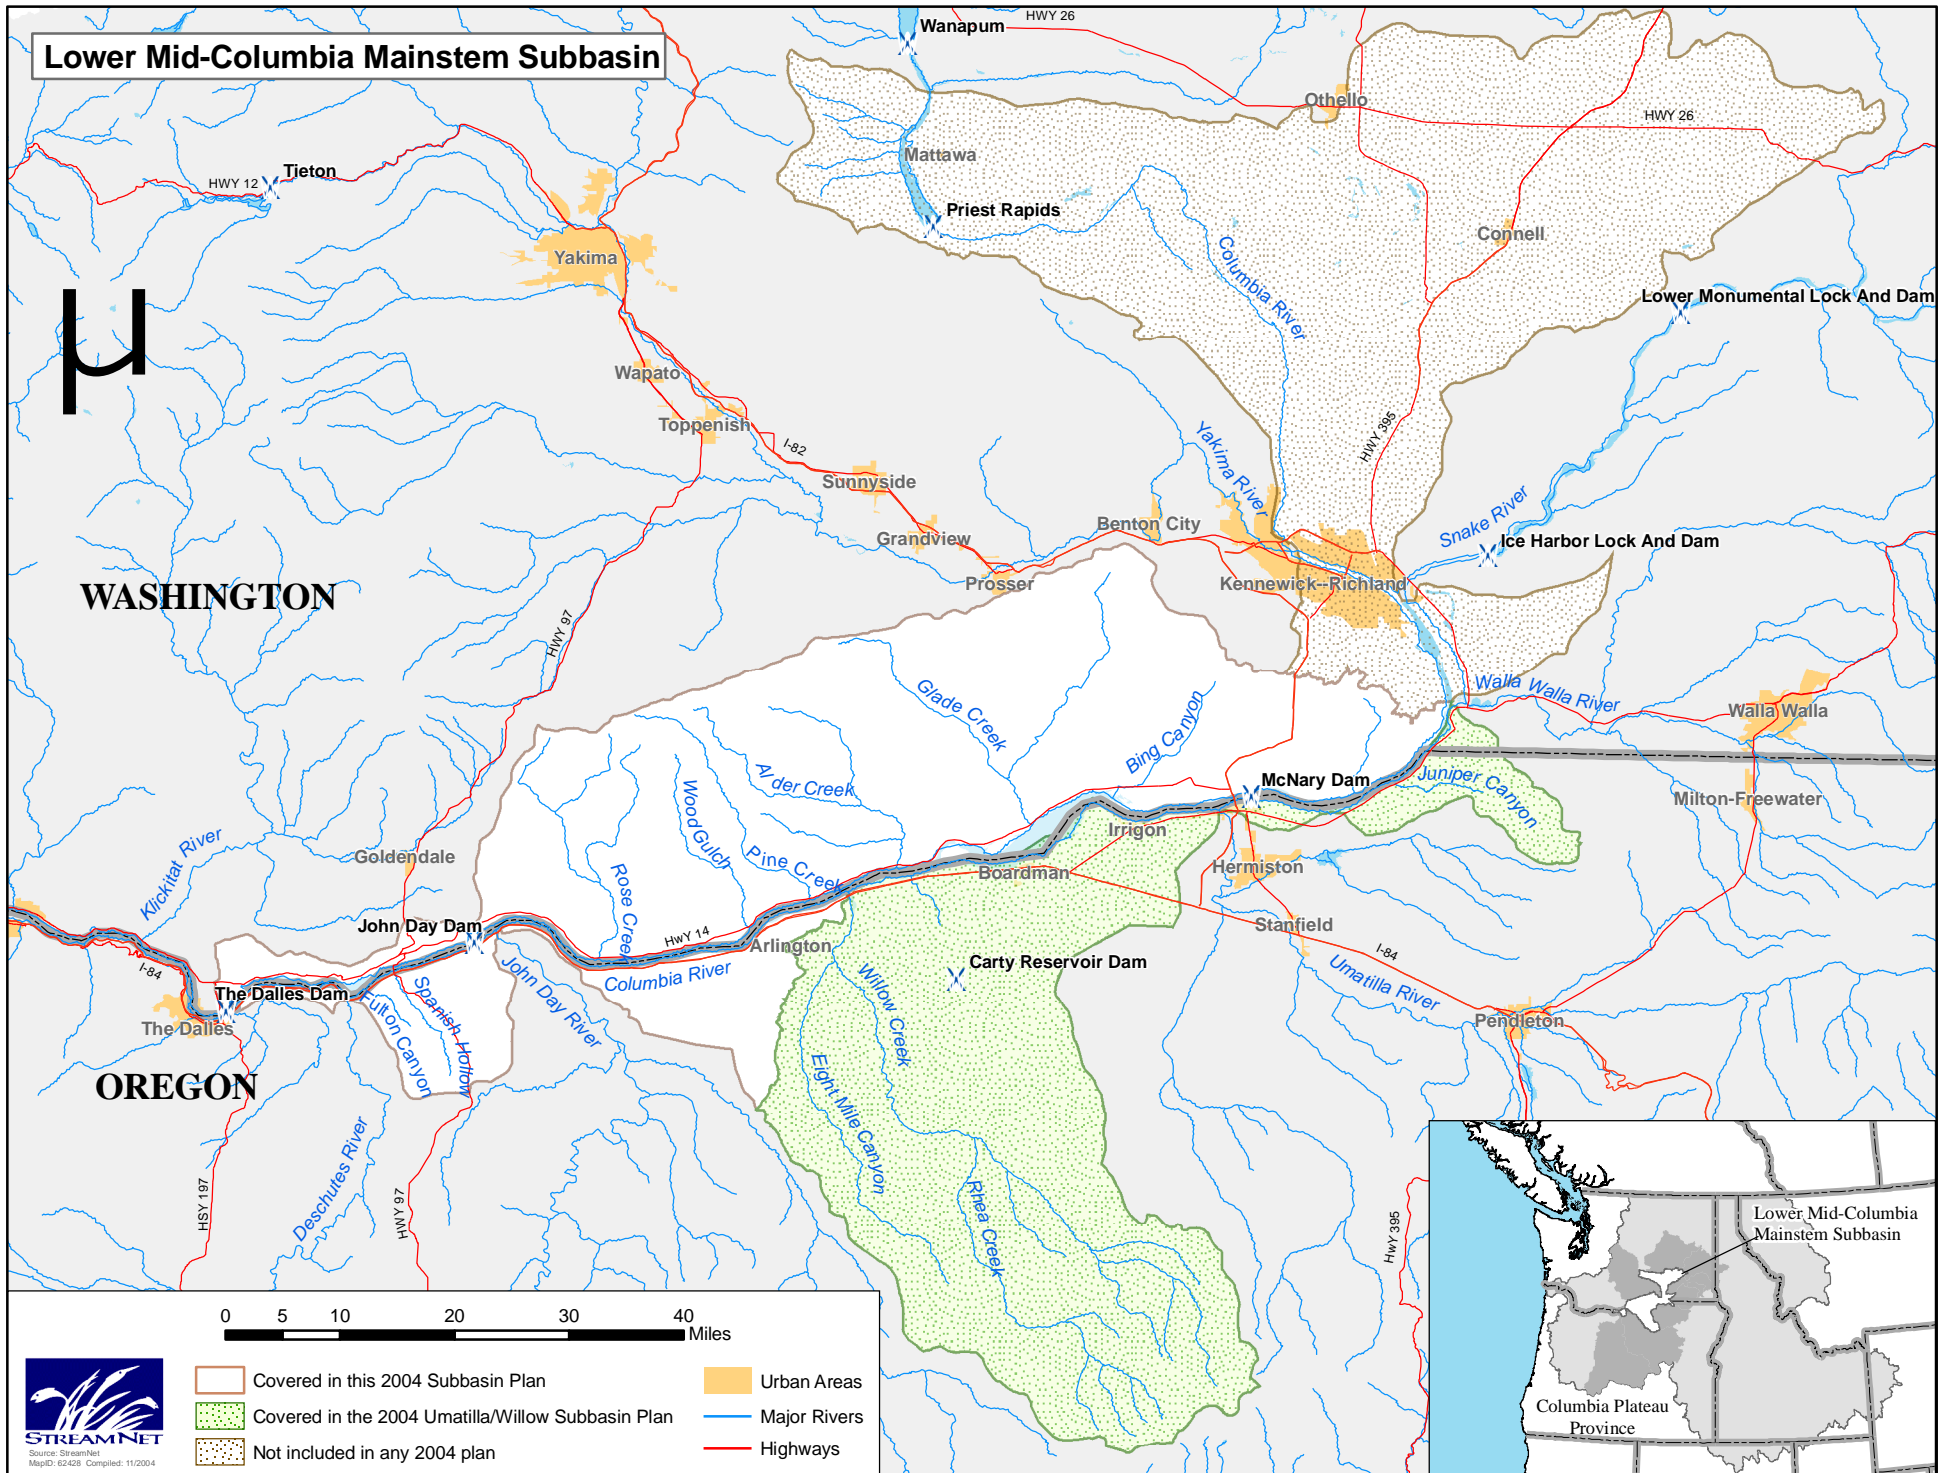 Lower Mid-Columbia Mainstem Subbasin
Wanapum
HWY 26
Othello
HWY 26
Mattawa
HWY 12
Tieton
Priest Rapids
Connell
Yakima
Columbia River
Lower Monumental Lock And Dam
µ
Wapato
Toppenish
I-82
HWY 395
Yakima River
Sunnyside
Snake River
Benton City
Grandview
Ice Harbor Lock And Dam
Prosser
Kennewick--Richland
WASHINGTON
HWY 97
Walla Walla River
Walla Walla
Glade Creek
Bing Canyon
Alder Creek
McNary Dam
Juniper Canyon
Milton-Freewater
Wood Gulch
Irrigon
Klickitat River
Goldendale
Pine Creek
Boardman
Hermiston
Rose Creek
John Day Dam
HwY 14
Arlington
Stanfield
I-84
I-84
Columbia River
Carty Reservoir Dam
Umatilla River
John Day River
Willow Creek
The Dalles Dam
The Dalles
Fulton Canyon
Spanish Hollow
Pendleton
OREGON
Eight Mile Canyon
Deschutes River
HSY 197
HWY 97
Rhea Creek
HwY 395
Lower Mid-Columbia
Mainstem Subbasin
Columbia Plateau
Province
0 5 10 20 30 40
Miles
Covered in this 2004 Subbasin Plan
Covered in the 2004 Umatilla/Willow Subbasin Plan
Not included in any 2004 plan
Urban Areas
Major Rivers
Highways
STREAMNET
Source: StreamNet
MapID: 62428 Compiled: 11/2004